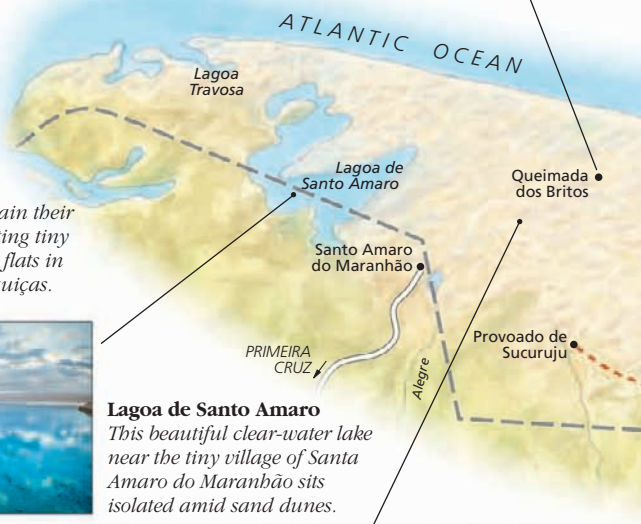 ATLANTIC OCEAN
Lagoa
Travosa
Lagoa de
Santo Amaro
Queimada
dos Britos
ain their
ting tiny
flats in
uiças.
Santo Amaro
do Maranhão
Provoado de
Sucuruju
PRIMEIRA
CRUZ
Alegre
Lagoa de Santo Amaro
This beautiful clear-water lake
near the tiny village of Santa
Amaro do Maranhão sits
isolated amid sand dunes.